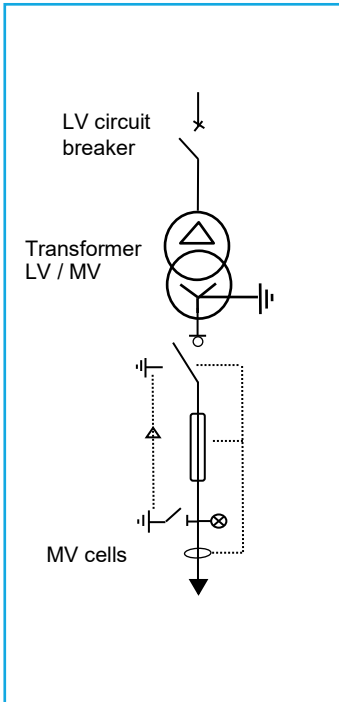 LV circuit
breaker
Transformer
LV / MV
MV cells